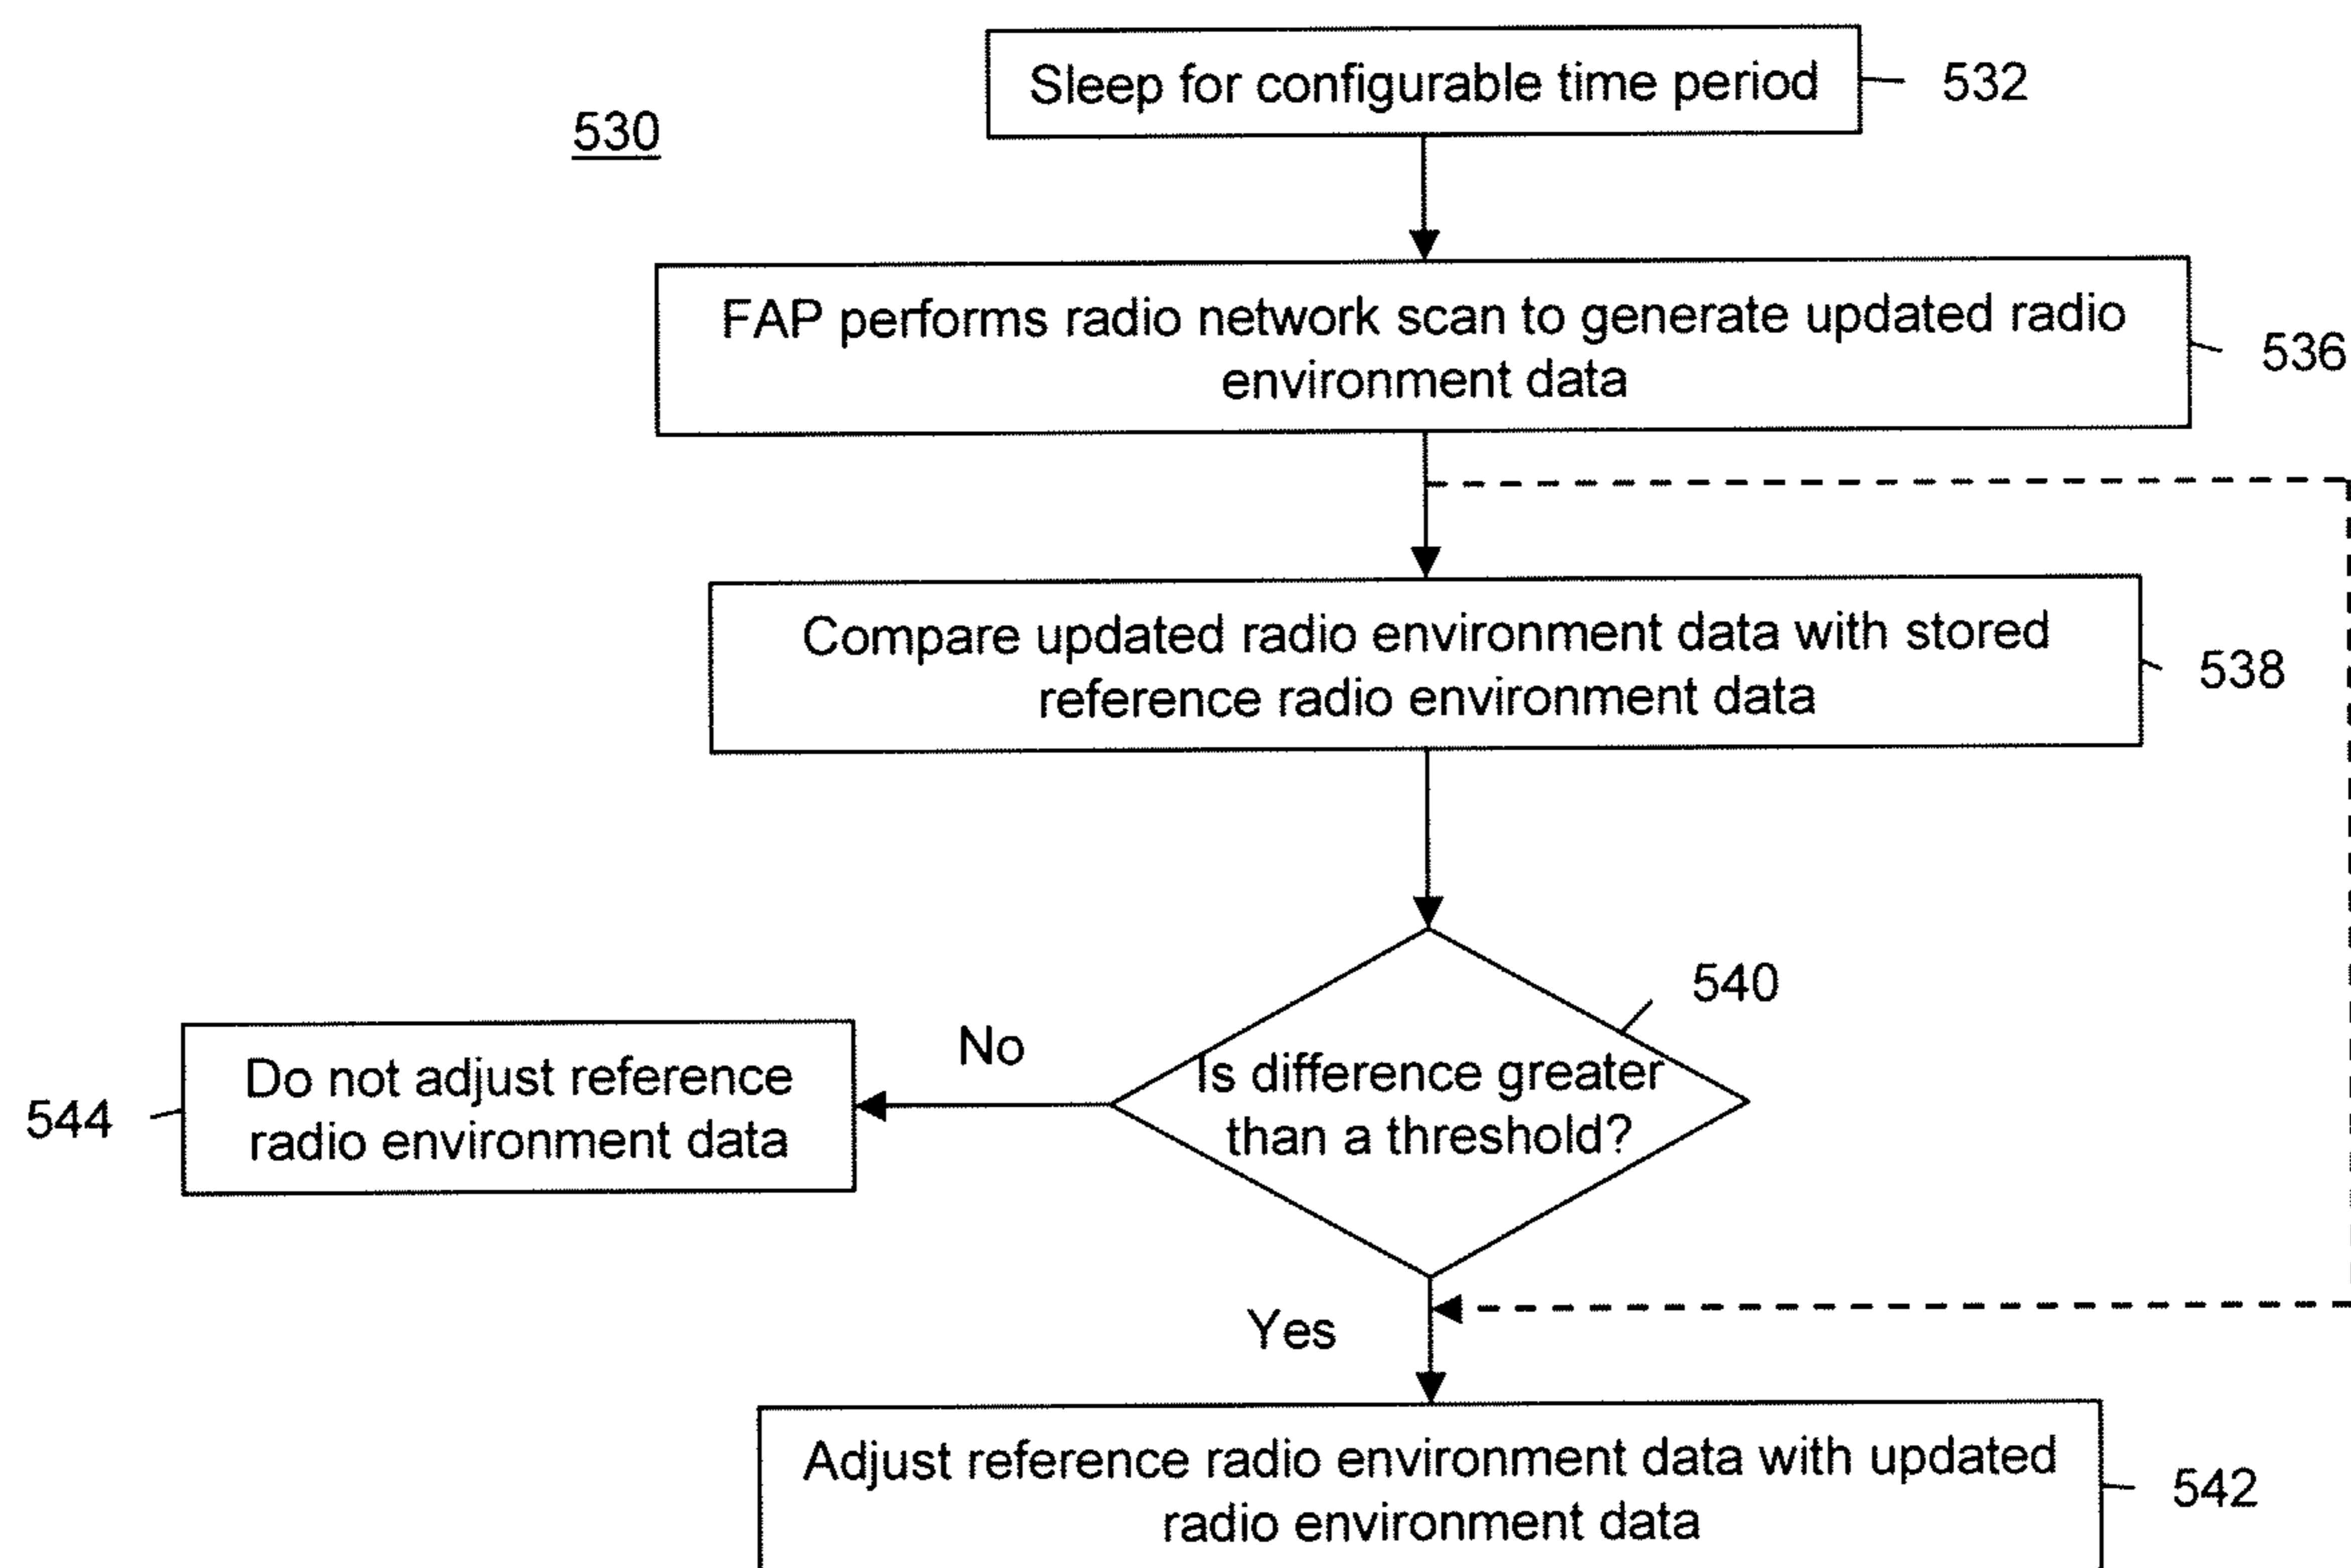 Sleep for configurable time period
532
530
FAP performs radio network scan to generate updated radio
environment data
536
Compare updated radio environment data with stored
reference radio environment data
538
540
Is difference greater
than a threshold?
No
Do not adjust reference
radio environment data
544
Yes
Adjust reference radio environment data with updated
radio environment data
542